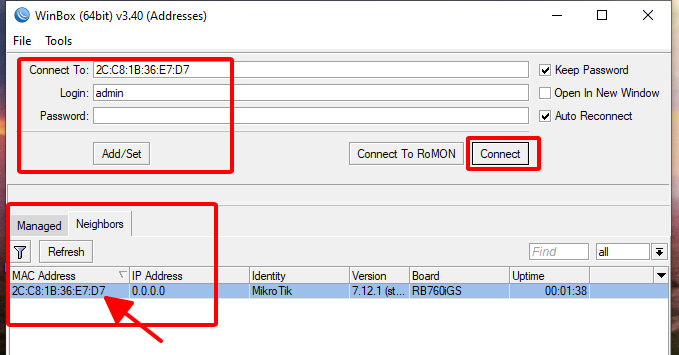 WinBox (64bit) v3.40 (Addresses)
File Tools
Connect To: 2C:C8:1B:36:E7:D7
Keep Password
Login: admin
Open In New Window
Password:
Auto Reconnect
Add/Set Connect To RoMON Connect
Managed Neighbors
Refresh Find all
MAC Address IP Address Identity Version Board Uptime
2C:C8:1B:36:E7:D7 0.0.0.0 MikroTik 7.12.1 (st... RB760iGS 00:01:38